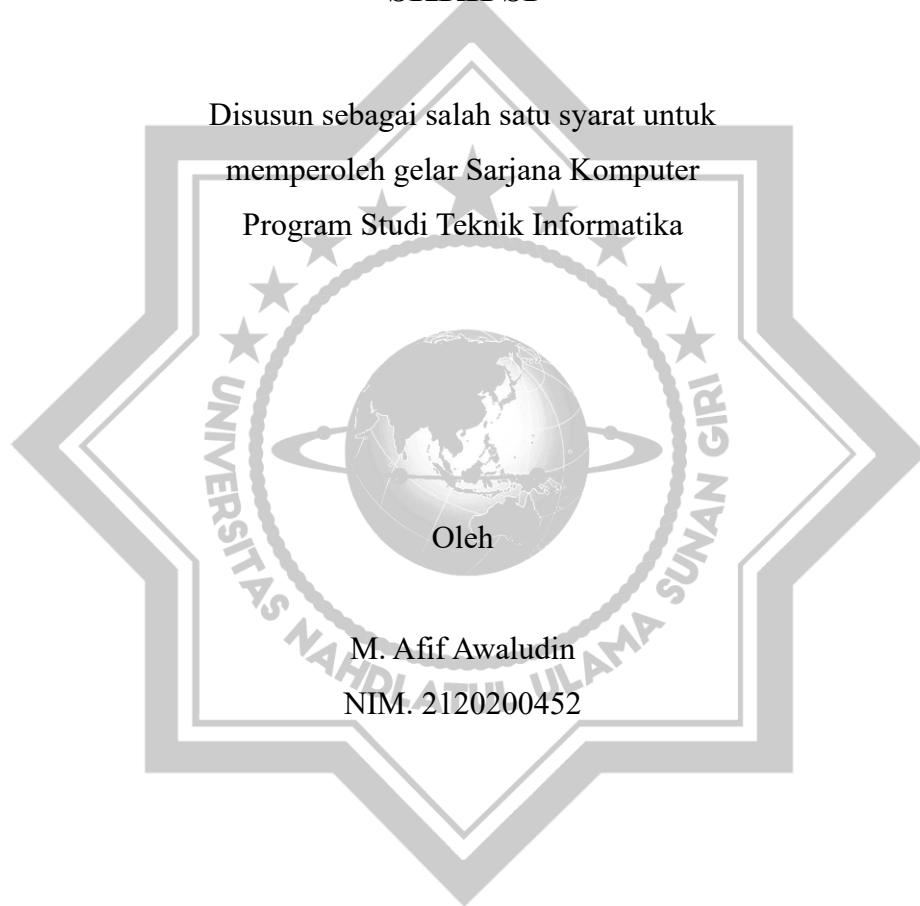 Disusun sebagai salah satu syarat untuk
memperoleh gelar Sarjana Komputer
Program Studi Teknik Informatika
UNIVERSITAS NAHDLATUL ULAMA SUNAN GIRI
Oleh
M. Afif Awaludin
NIM. 2120200452